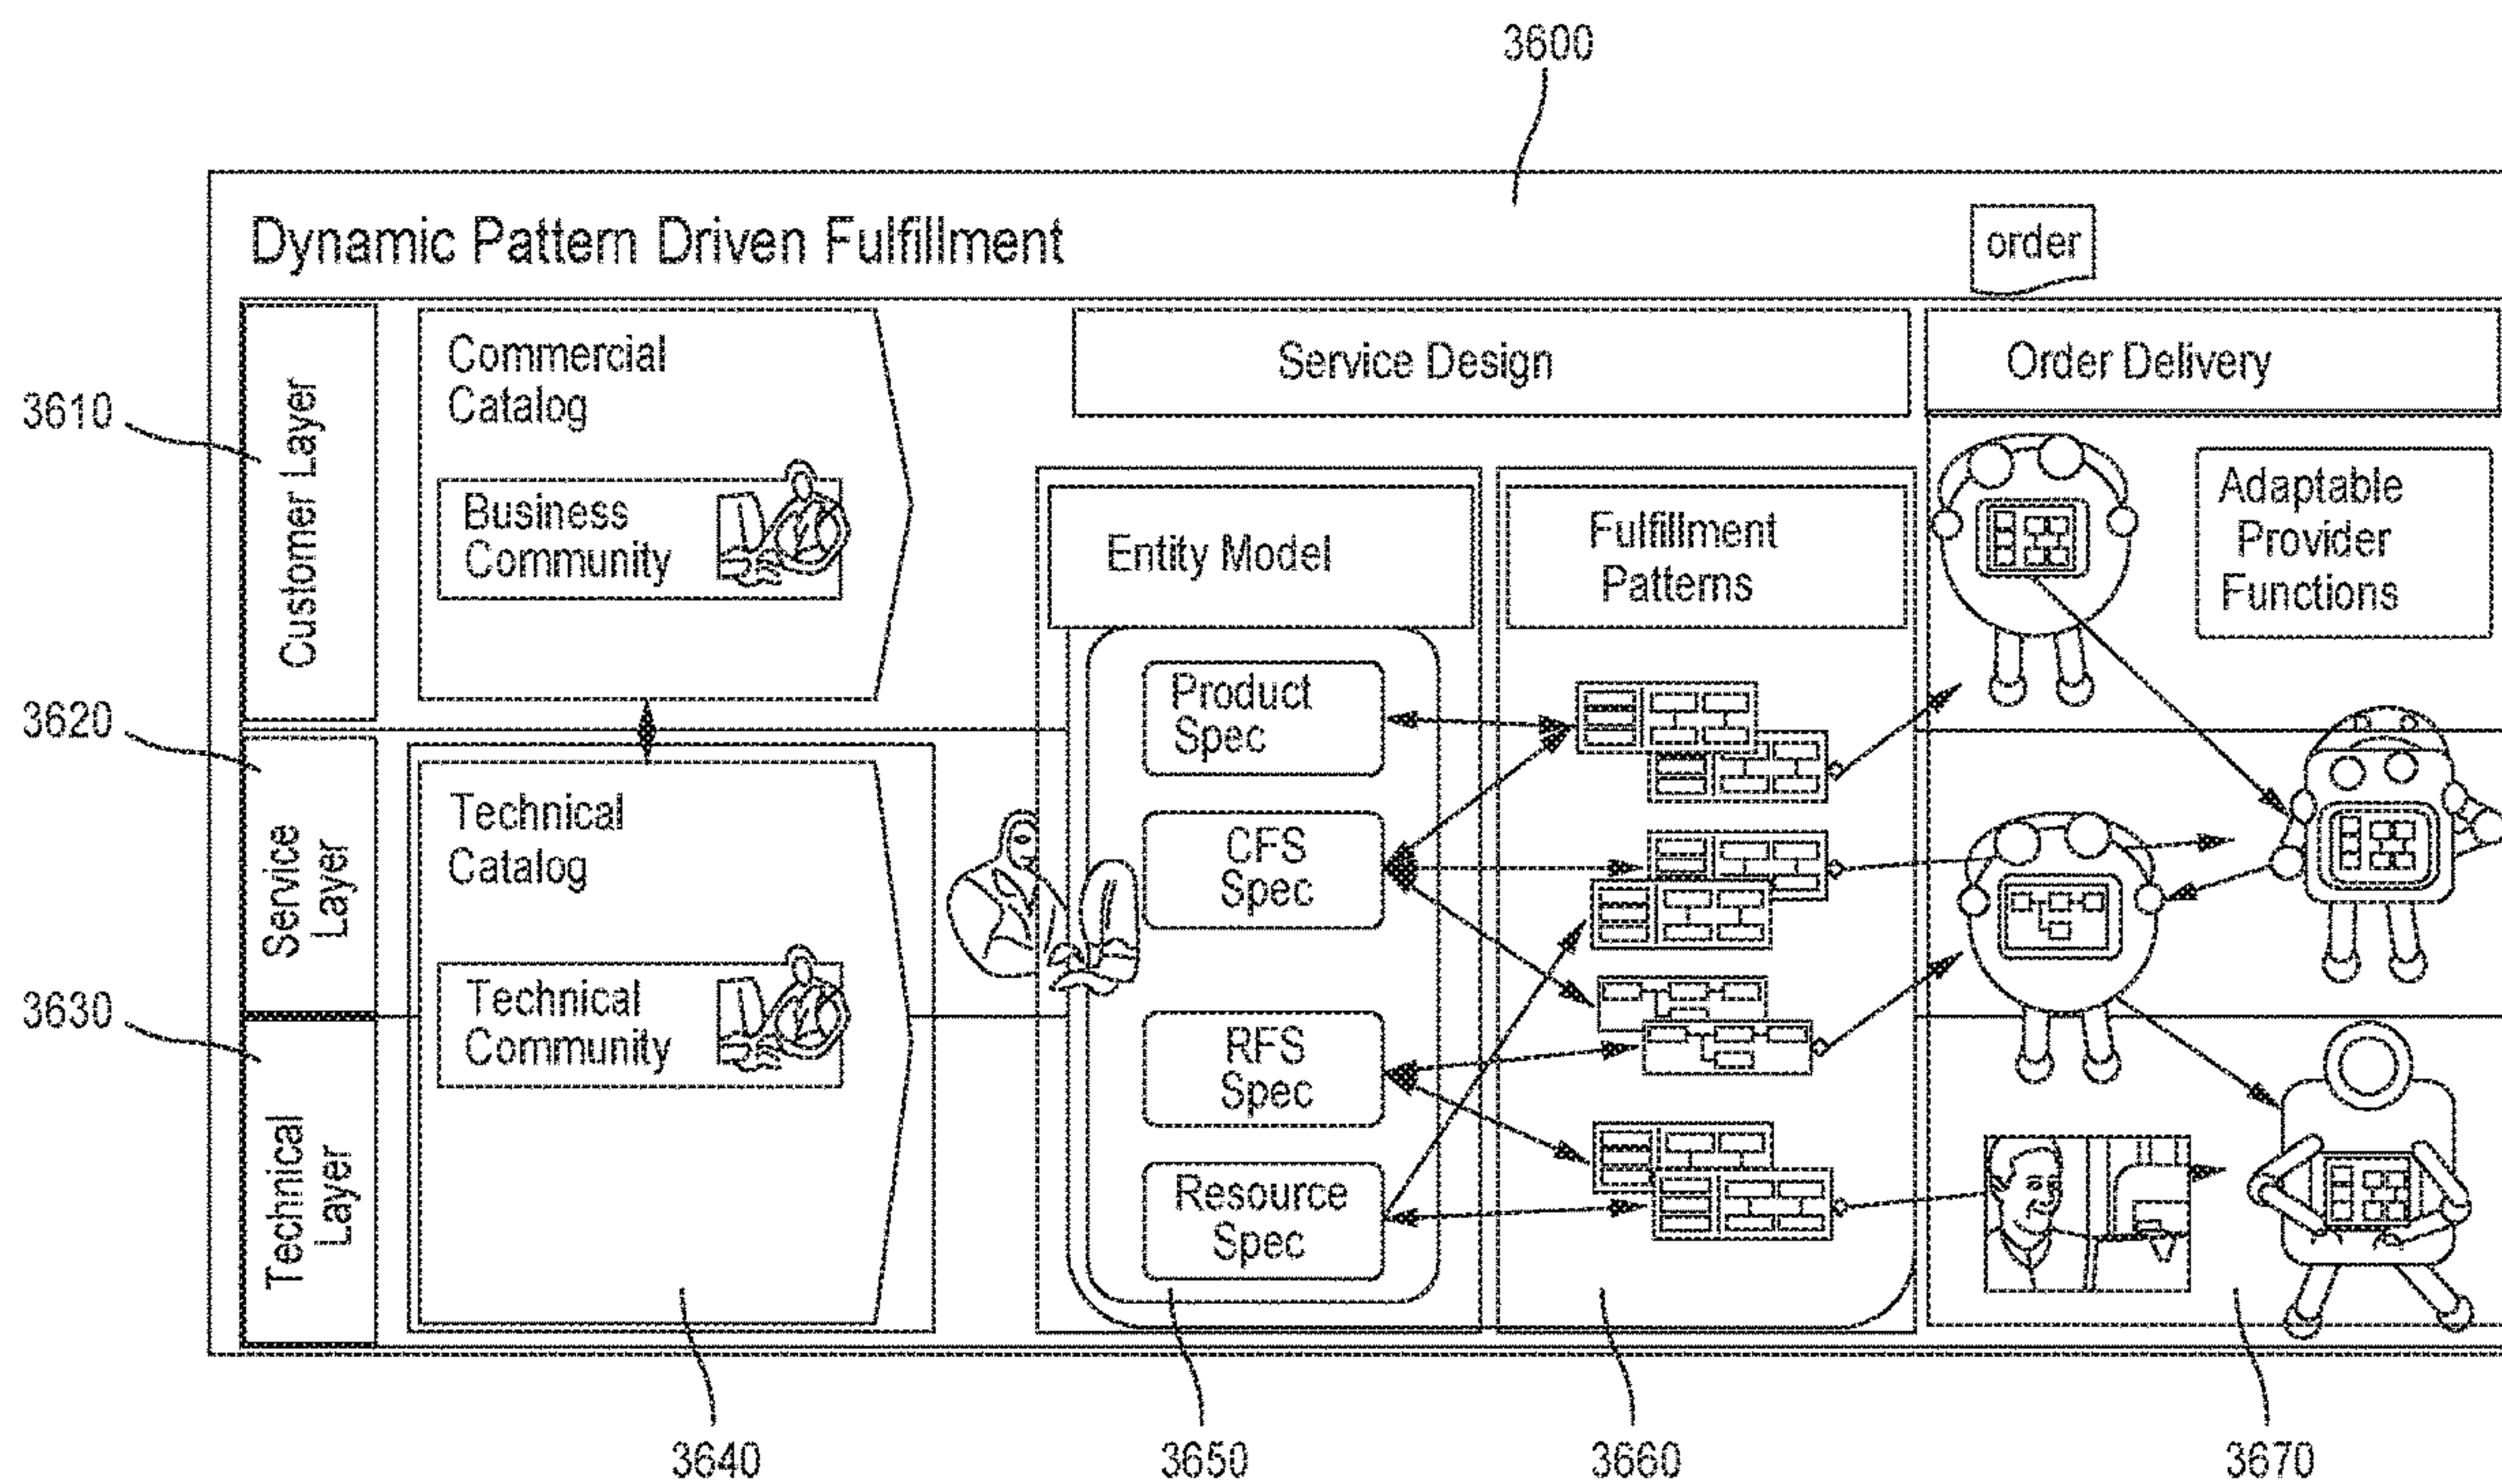 3600
Dynamic Pattern Driven Fulfillment
order
3610
Customer Layer
Commercial
Catalog
Business
Community
Service Design
Order Delivery
Entity Model
Fulfillment
Patterns
Adaptable
Provider
Functions
3620
Service
Layer
Technical
Catalog
Technical
Community
Product
Spec
CFS
Spec
RFS
Spec
Resource
Spec
3630
Technical
Layer
3640
3650
3660
3670